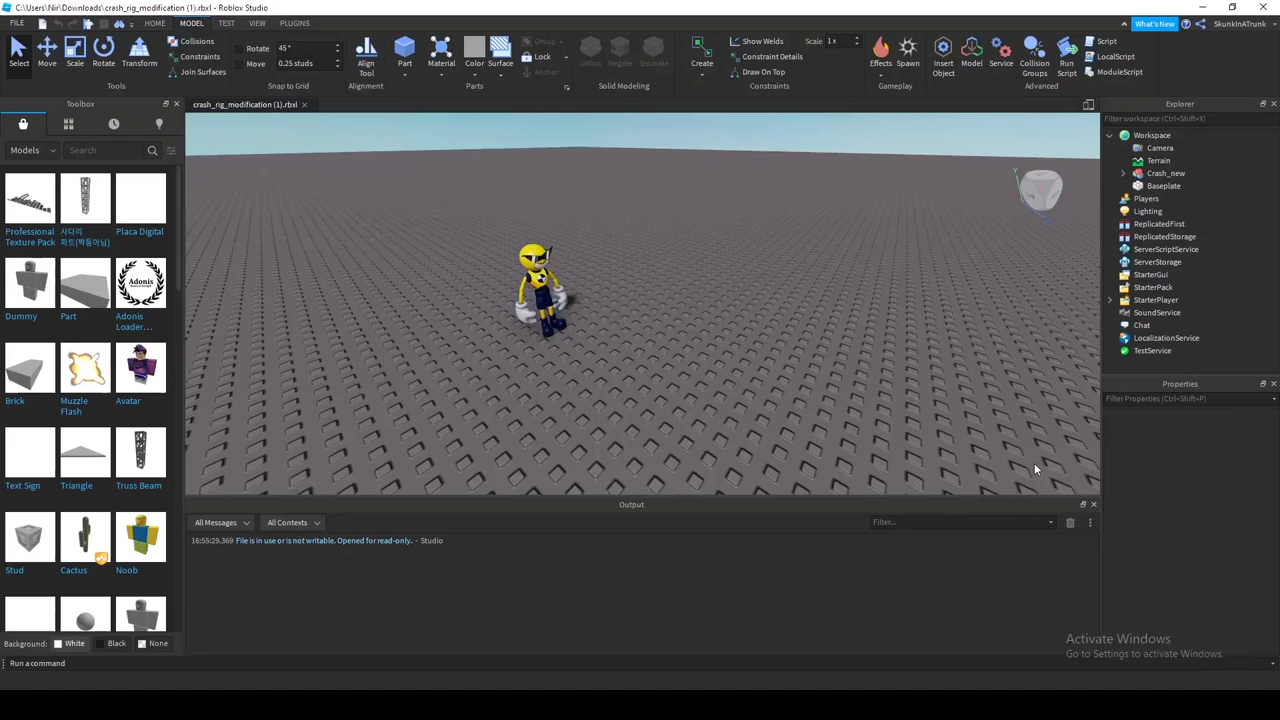 C:\Users\Nir\Downloads\crash_rig_modification (1).rbxl - Roblox Studio
FILE
HOME
MODEL
TEST
VIEW
PLUGINS
What's New
SkunkInATrunk
Select
Move
Scale
Rotate
Transform
Collisions
Constraints
Join Surfaces
Tools
Rotate 45°
Move 0.25 studs
Snap to Grid
Align Tool
Alignment
Part
Material
Color
Surface
Group
Lock
Anchor
Parts
Union
Negate
Separate
Solid Modeling
Create
Show Welds
Scale 1 x
Constraint Details
Draw On Top
Constraints
Effects
Spawn
Gameplay
Insert Object
Model
Service
Collision Groups
Run Script
Script
LocalScript
ModuleScript
Advanced
Toolbox
Models
Search
Professional Texture Pack
사다리 파트(짝퉁아님)
Placa Digital
Dummy
Part
Adonis
Adonis Loader...
Brick
Muzzle Flash
Avatar
Text Sign
Triangle
Truss Beam
Stud
Cactus
Noob
Background: White Black None
Run a command
crash_rig_modification (1).rbxl
Output
All Messages
All Contexts
Filter...
16:55:29.369 File is in use or is not writable. Opened for read-only. - Studio
Explorer
Filter workspace (Ctrl+Shift+X)
Workspace
Camera
Terrain
Crash_new
Baseplate
Players
Lighting
ReplicatedFirst
ReplicatedStorage
ServerScriptService
ServerStorage
StarterGui
StarterPack
StarterPlayer
SoundService
Chat
LocalizationService
TestService
Properties
Filter Properties (Ctrl+Shift+P)
Activate Windows
Go to Settings to activate Windows.